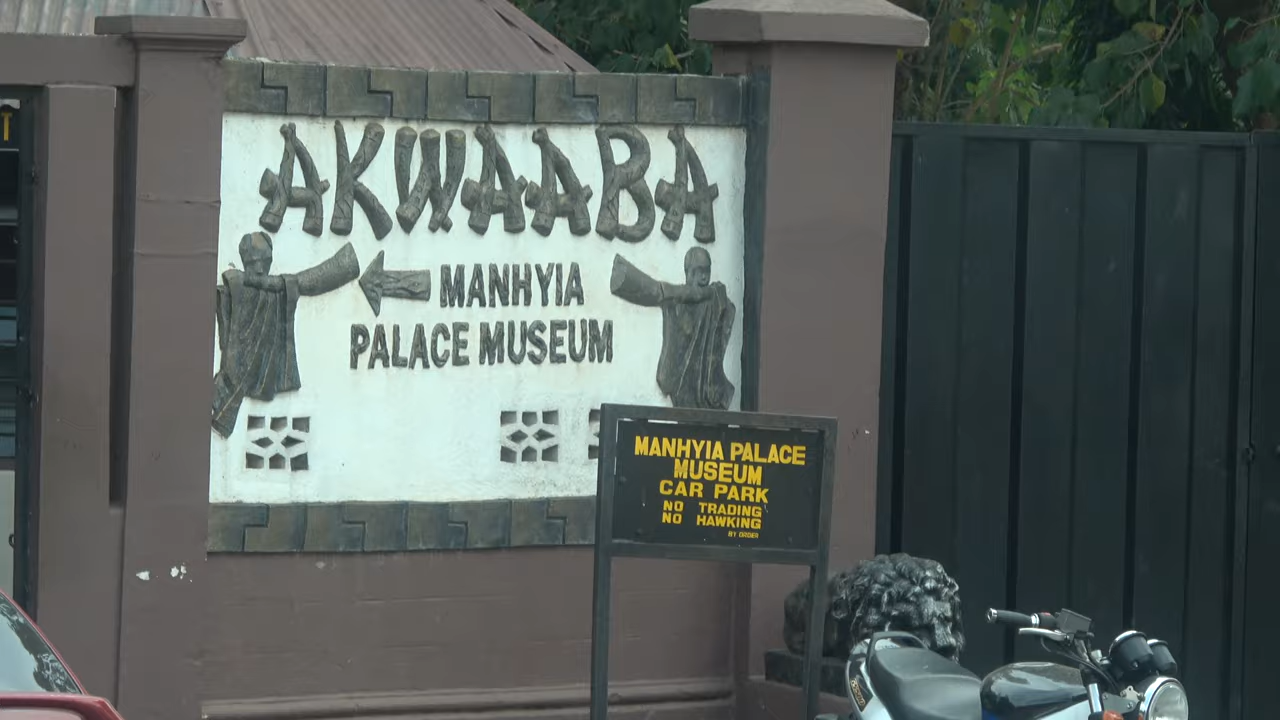 AKWAABA
MANHYIA
PALACE MUSEUM
MANHYIA PALACE
MUSEUM
CAR PARK
NO TRADING
NO HAWKING
BY ORDER